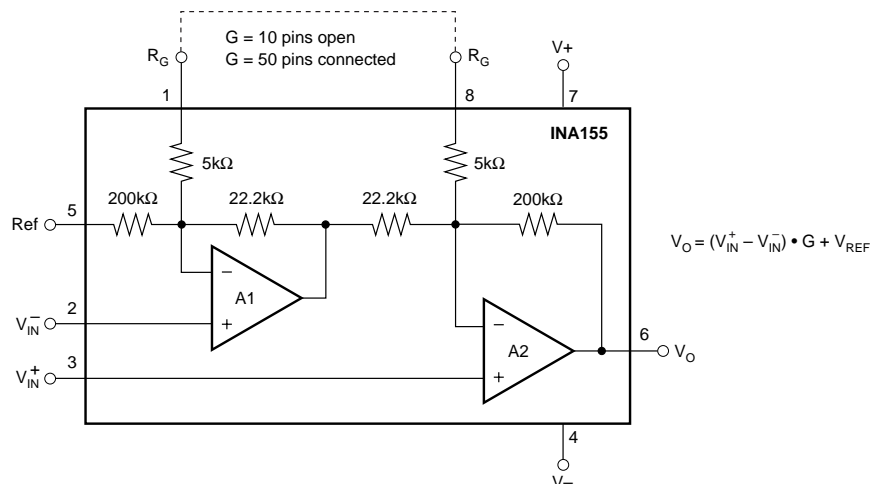 G = 10 pins open
G = 50 pins connected
R_G
R_G
V+
1
8
7
INA155
5kΩ
5kΩ
200kΩ
22.2kΩ
22.2kΩ
200kΩ
Ref
5
V_O = (V_IN^+ – V_IN^–) • G + V_REF
–
A1
+
V_IN^–
2
–
A2
+
6
V_O
V_IN^+
3
4
V–